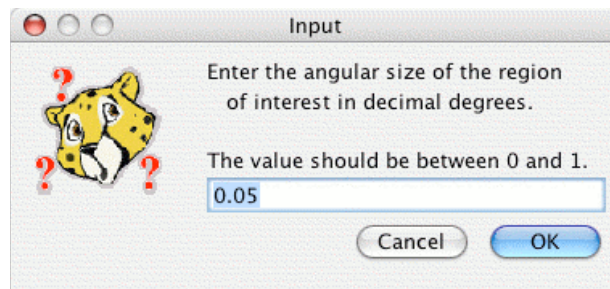 Input
?
Enter the angular size of the region
of interest in decimal degrees.
? ?
The value should be between 0 and 1.
0.05
Cancel OK